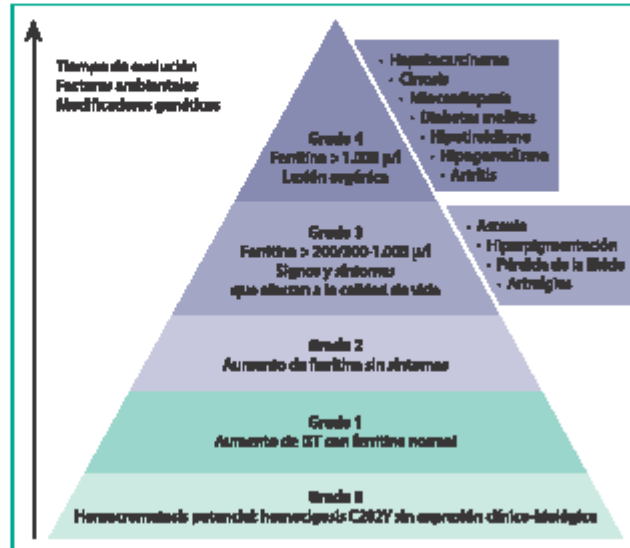 Tiempo de evolución
Factores ambientales
Modificadores genéticos
Grado 4
Ferritina > 1.000 µ/l
Lesión orgánica
- Hepatocarcinoma
- Cirrosis
- Miocardiopatía
- Diabetes mellitus
- Hipotiroidismo
- Hipogonadismo
- Artritis
Grado 3
Ferritina > 200/300-1.000 µ/l
Signos y síntomas
que afectan a la calidad de vida
- Astenia
- Hiperpigmentación
- Pérdida de la libido
- Artralgias
Grado 2
Aumento de ferritina sin síntomas
Grado 1
Aumento de IST con ferritina normal
Grado 0
Hemocromatosis potencial: homocigosis C282Y sin expresión clínico-biológica